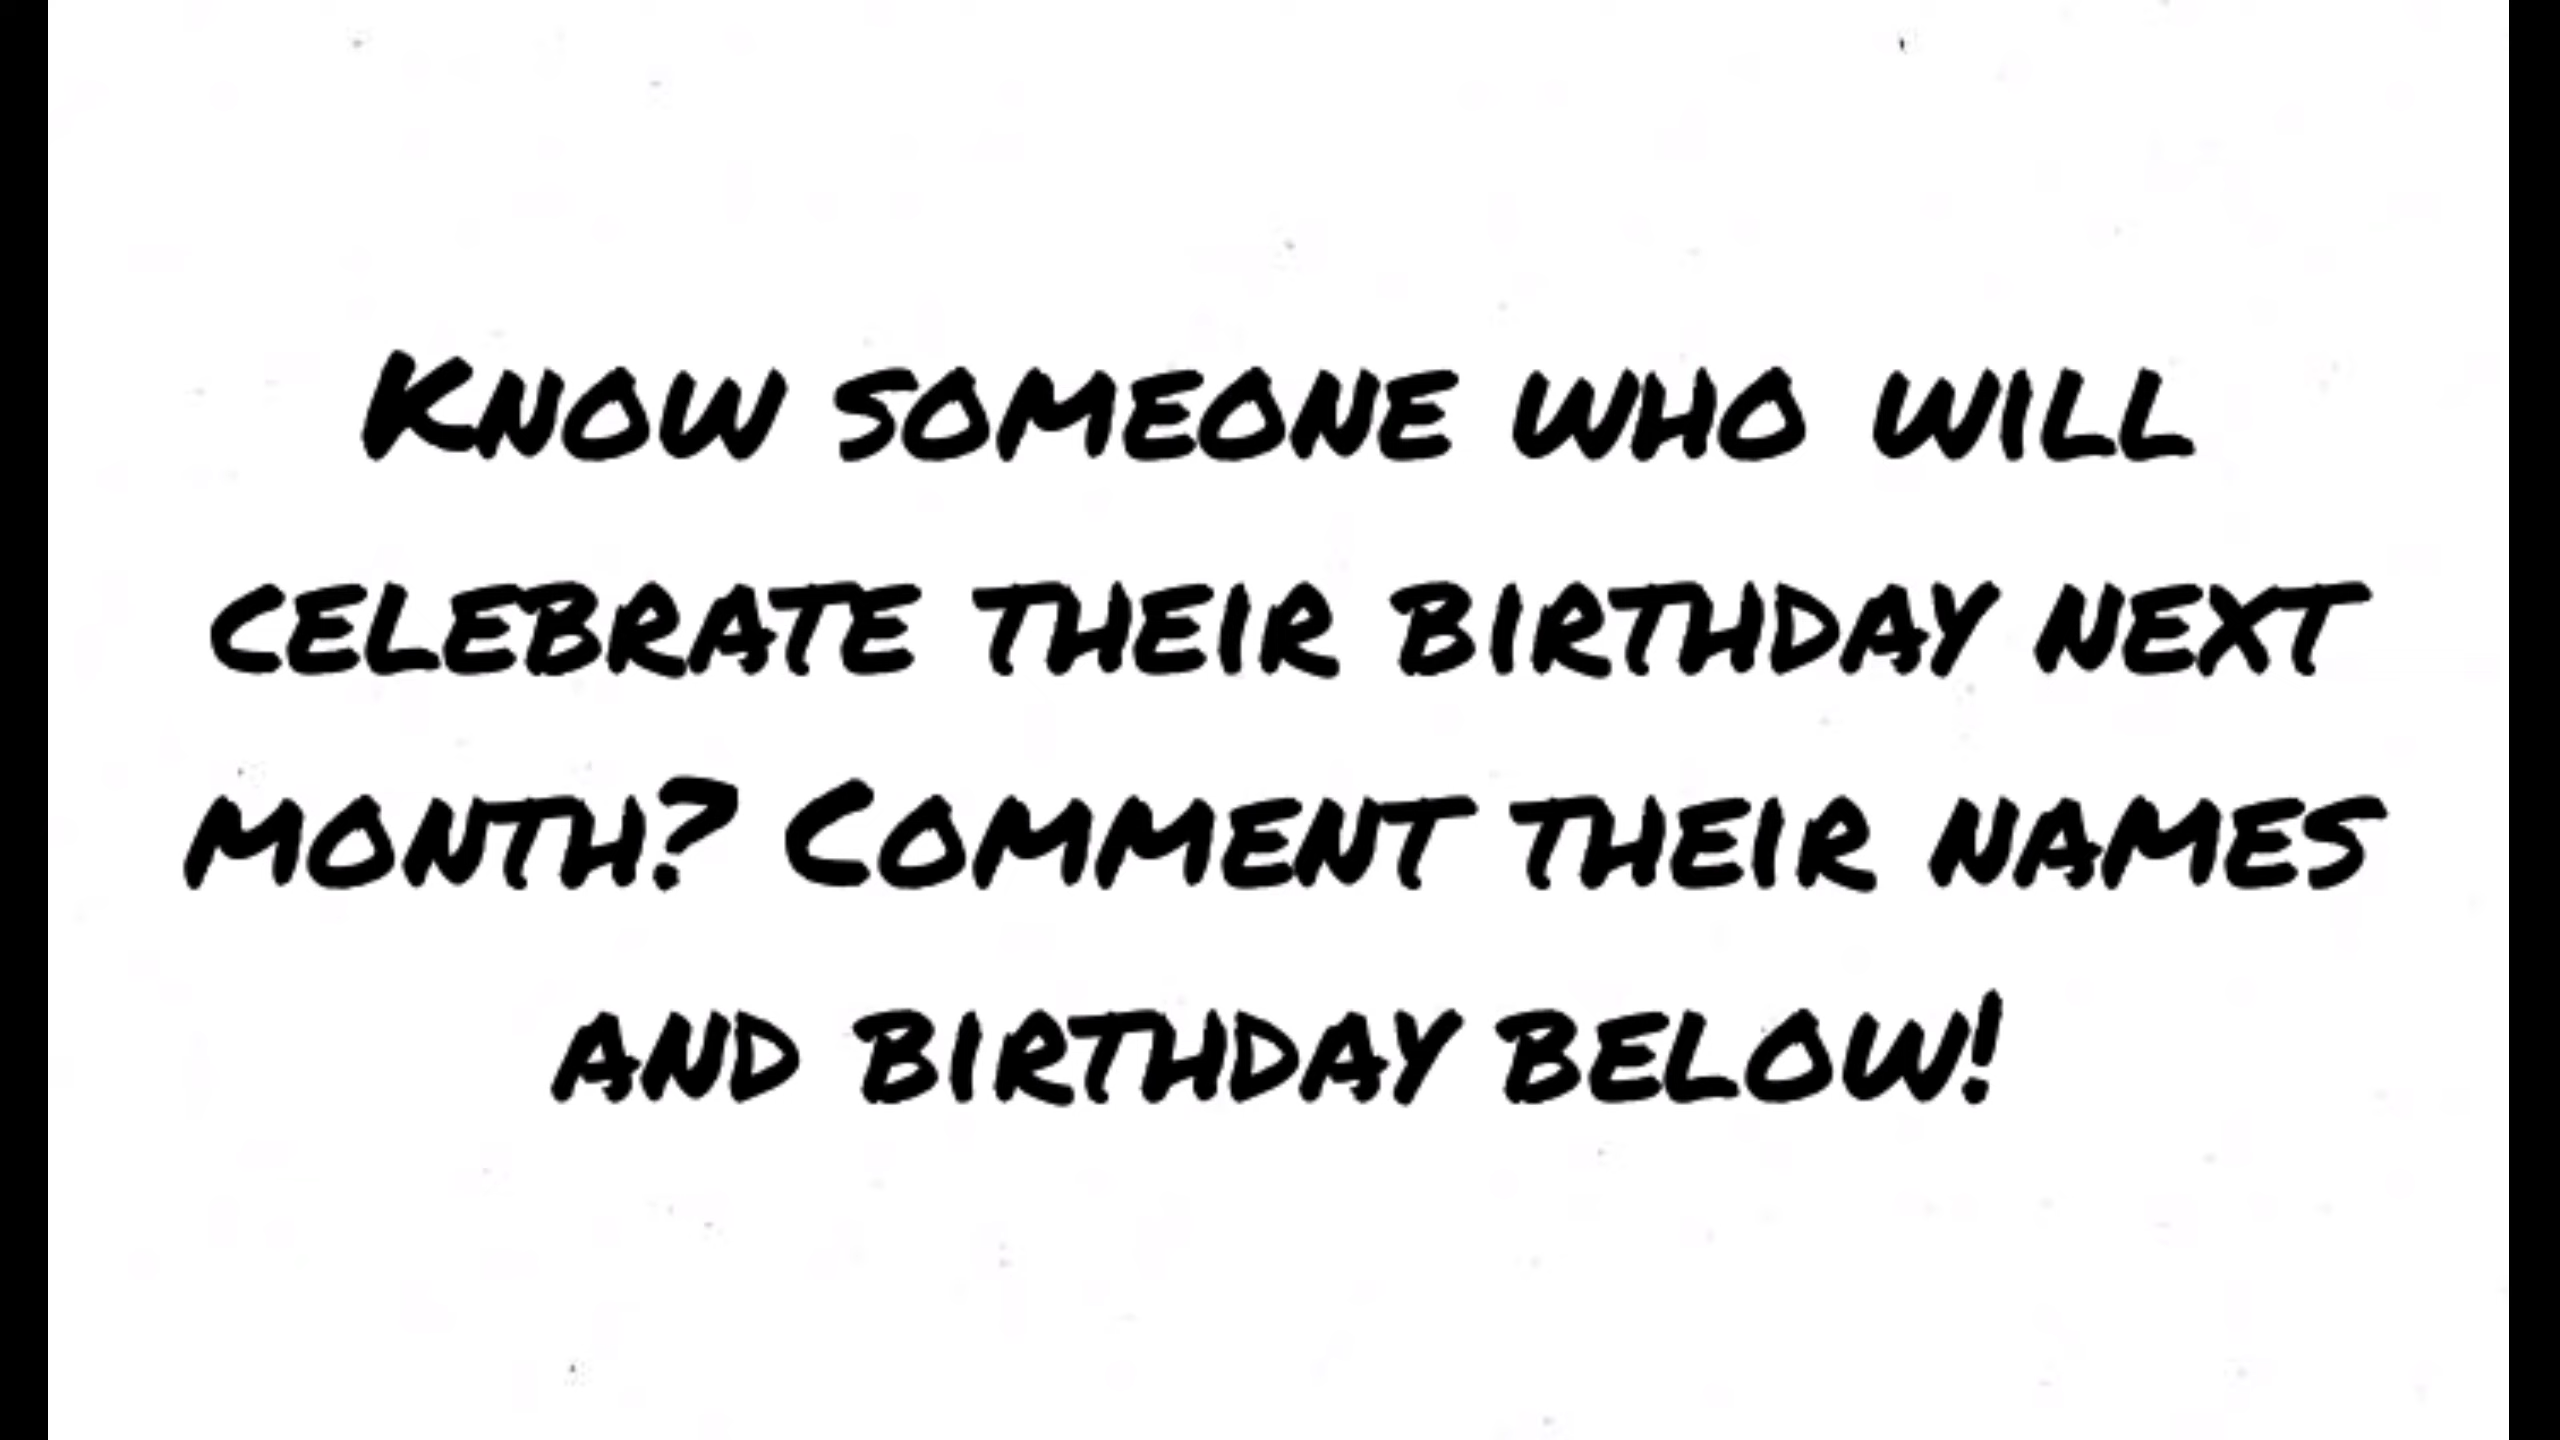 Know someone who will
celebrate their birthday next
month? Comment their names
and birthday below!